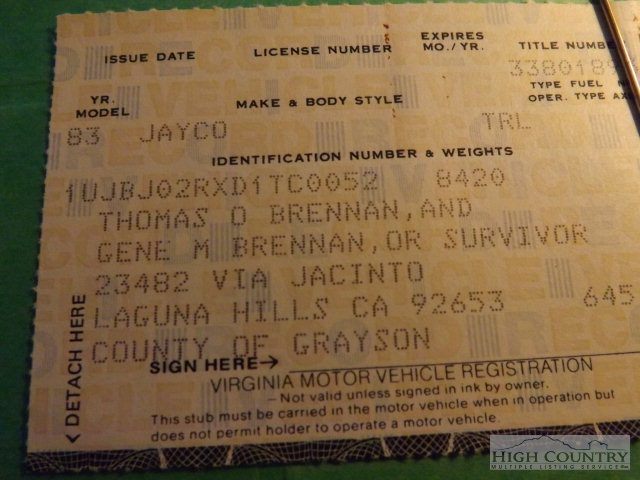 ISSUE DATE LICENSE NUMBER EXPIRES MO./YR. TITLE NUMBE
3380189
YR. MODEL MAKE & BODY STYLE TYPE FUEL
OPER. TYPE AX
83 JAYCO TRL
IDENTIFICATION NUMBER & WEIGHTS
1UJBJ02RXD1TC0052 8420
THOMAS O BRENNAN,AND
GENE M BRENNAN,OR SURVIVOR
23482 VIA JACINTO
LAGUNA HILLS CA 92653 645
COUNTY OF GRAYSON
SIGN HERE→
VIRGINIA MOTOR VEHICLE REGISTRATION
– Not valid unless signed in ink by owner.
This stub must be carried in the motor vehicle when in operation but
does not permit holder to operate a motor vehicle.
< DETACH HERE
HIGH COUNTRY
MULTIPLE LISTING SERVICE